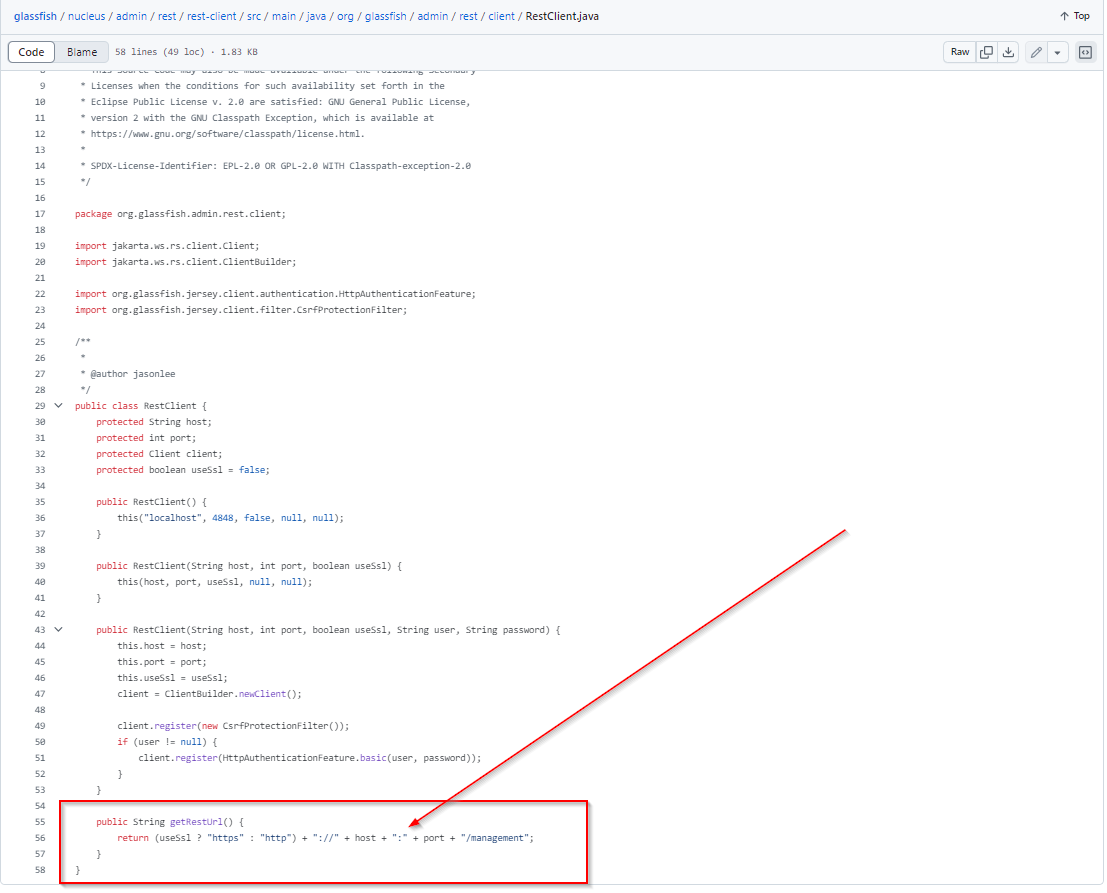 glassfish / nucleus / admin / rest / rest-client / src / main / java / org / glassfish / admin / rest / client / RestClient.java
Top
Code Blame 58 lines (49 loc) · 1.83 KB
Raw
8 * This Source Code may also be made available under the following Secondary
9 * Licenses when the conditions for such availability set forth in the
10 * Eclipse Public License v. 2.0 are satisfied: GNU General Public License,
11 * version 2 with the GNU Classpath Exception, which is available at
12 * https://www.gnu.org/software/classpath/license.html.
13 *
14 * SPDX-License-Identifier: EPL-2.0 OR GPL-2.0 WITH Classpath-exception-2.0
15 */
16
17 package org.glassfish.admin.rest.client;
18
19 import jakarta.ws.rs.client.Client;
20 import jakarta.ws.rs.client.ClientBuilder;
21
22 import org.glassfish.jersey.client.authentication.HttpAuthenticationFeature;
23 import org.glassfish.jersey.client.filter.CsrfProtectionFilter;
24
25 /**
26 *
27 * @author jasonlee
28 */
29 public class RestClient {
30 protected String host;
31 protected int port;
32 protected Client client;
33 protected boolean useSsl = false;
34
35 public RestClient() {
36 this("localhost", 4848, false, null, null);
37 }
38
39 public RestClient(String host, int port, boolean useSsl) {
40 this(host, port, useSsl, null, null);
41 }
42
43 public RestClient(String host, int port, boolean useSsl, String user, String password) {
44 this.host = host;
45 this.port = port;
46 this.useSsl = useSsl;
47 client = ClientBuilder.newClient();
48
49 client.register(new CsrfProtectionFilter());
50 if (user != null) {
51 client.register(HttpAuthenticationFeature.basic(user, password));
52 }
53 }
54
55 public String getRestUrl() {
56 return (useSsl ? "https" : "http") + "://" + host + ":" + port + "/management";
57 }
58 }